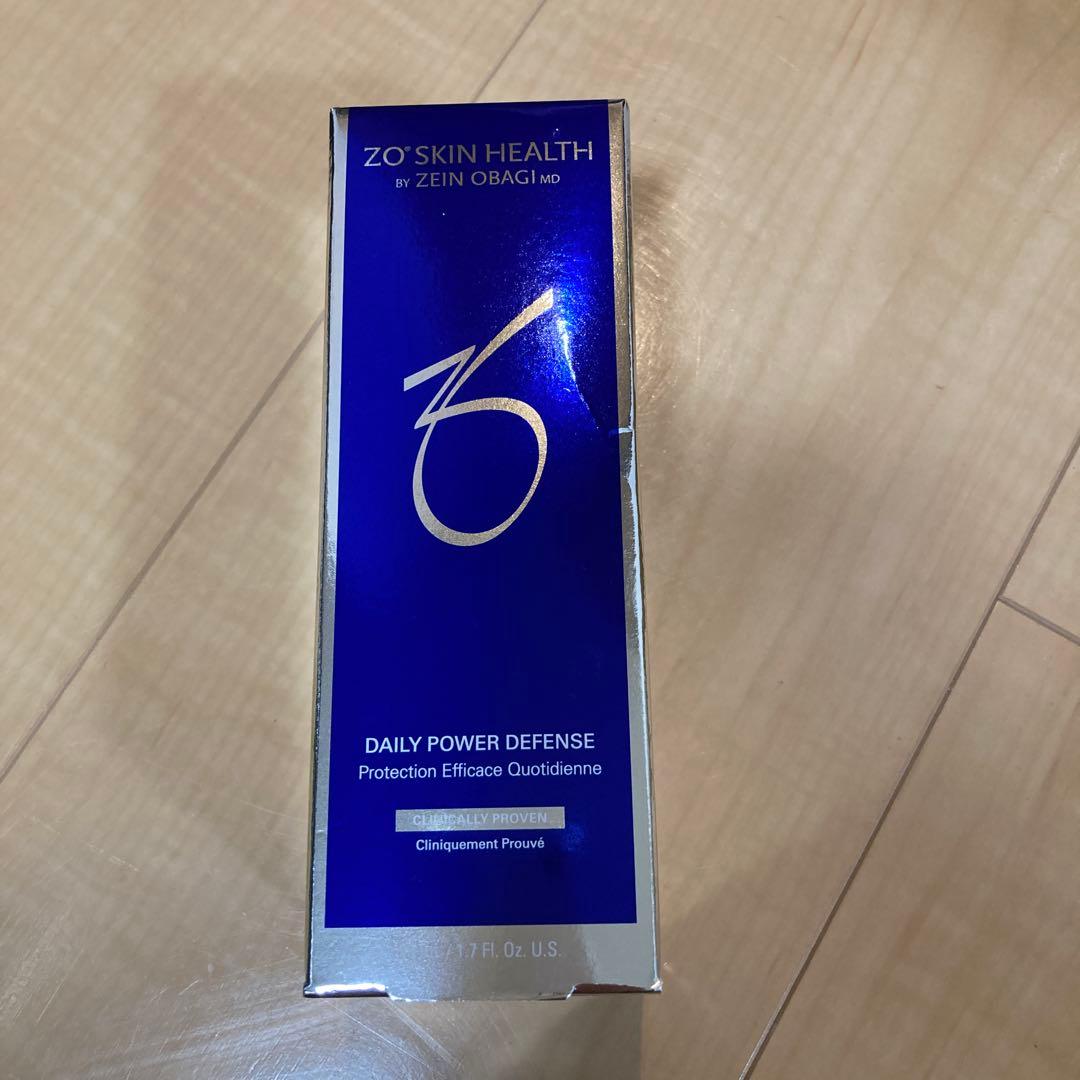 ZO® SKIN HEALTH
BY ZEIN OBAGI MD
DAILY POWER DEFENSE
Protection Efficace Quotidienne
CLINICALLY PROVEN
Cliniquement Prouvé
/ 1.7 Fl. Oz. U.S.